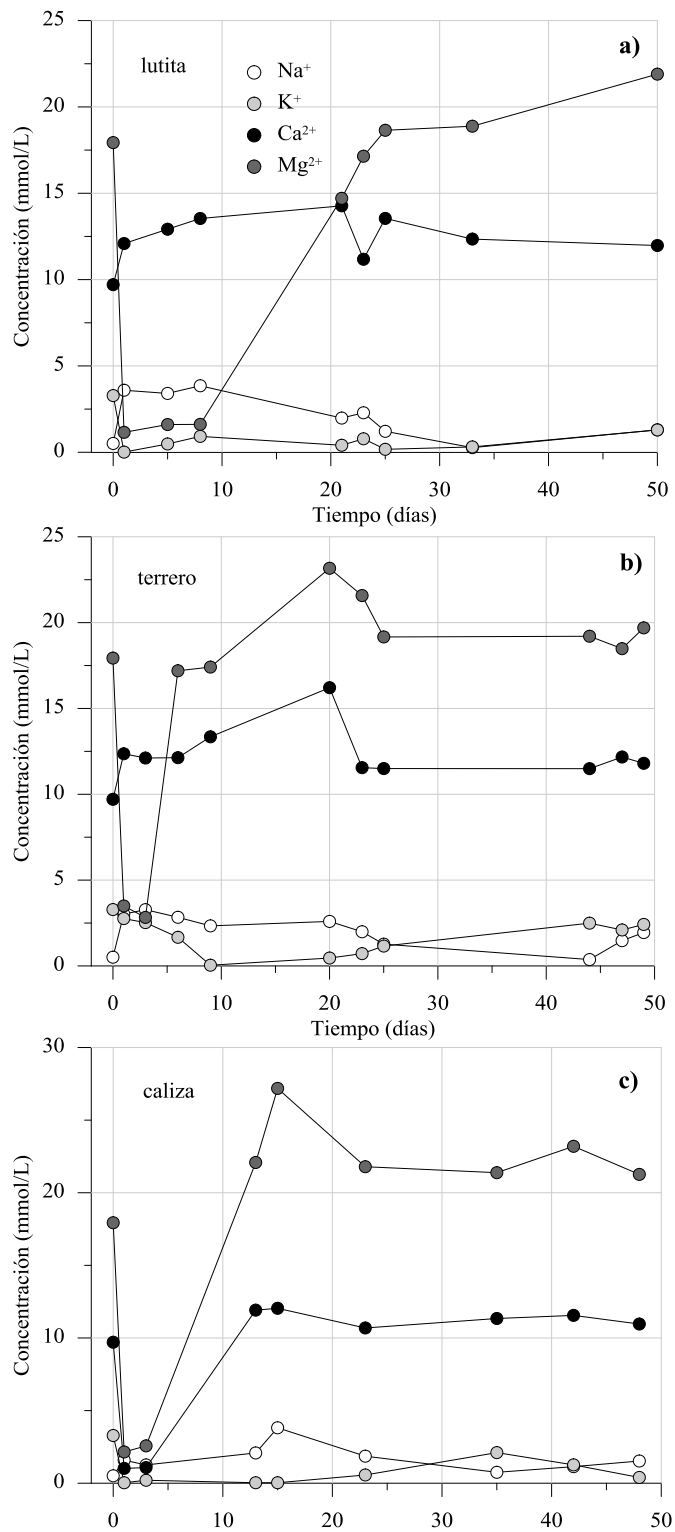 25
a)
lutita
Na⁺
K⁺
Ca²⁺
Mg²⁺
20
15
10
5
0
Concentración (mmol/L)
0 10 20 30 40 50
Tiempo (días)
25
b)
terrero
20
15
10
5
0
Concentración (mmol/L)
0 10 20 30 40 50
Tiempo (días)
30
c)
caliza
20
10
0
Concentración (mmol/L)
0 10 20 30 40 50
Tiempo (días)